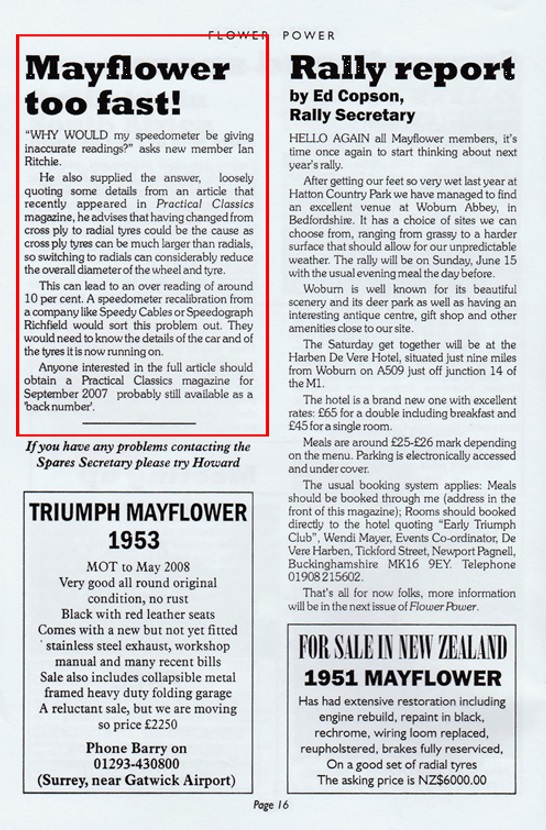 FLOWER POWER
Mayflower
too fast!
"WHY WOULD my speedometer be giving
inaccurate readings?" asks new member Ian
Ritchie.
He also supplied the answer, loosely
quoting some details from an article that
recently appeared in Practical Classics
magazine, he advises that having changed from
cross ply to radial tyres could be the cause as
cross ply tyres can be much larger than radials,
so switching to radials can considerably reduce
the overall diameter of the wheel and tyre.
This can lead to an over reading of around
10 per cent. A speedometer recalibration from
a company like Speedy Cables or Speedograph
Richfield would sort this problem out. They
would need to know the details of the car and of
the tyres it is now running on.
Anyone interested in the full article should
obtain a Practical Classics magazine for
September 2007 probably still available as a
'back number'.
If you have any problems contacting the
Spares Secretary please try Howard
TRIUMPH MAYFLOWER
1953
MOT to May 2008
Very good all round original
condition, no rust
Black with red leather seats
Comes with a new but not yet fitted
stainless steel exhaust, workshop
manual and many recent bills
Sale also includes collapsible metal
framed heavy duty folding garage
A reluctant sale, but we are moving
so price £2250
Phone Barry on
01293-430800
(Surrey, near Gatwick Airport)
Rally report
by Ed Copson,
Rally Secretary
HELLO AGAIN all Mayflower members, it's
time once again to start thinking about next
year's rally.
After getting our feet so very wet last year at
Hatton Country Park we have managed to find
an excellent venue at Woburn Abbey, in
Bedfordshire. It has a choice of sites we can
choose from, ranging from grassy to a harder
surface that should allow for our unpredictable
weather. The rally will be on Sunday, June 15
with the usual evening meal the day before.
Woburn is well known for its beautiful
scenery and its deer park as well as having an
interesting antique centre, gift shop and other
amenities close to our site.
The Saturday get together will be at the
Harben De Vere Hotel, situated just nine miles
from Woburn on A509 just off junction 14 of
the M1.
The hotel is a brand new one with excellent
rates: £65 for a double including breakfast and
£45 for a single room.
Meals are around £25-£26 mark depending
on the menu. Parking is electronically accessed
and under cover.
The usual booking system applies: Meals
should be booked through me (address in the
front of this magazine); Rooms should booked
directly to the hotel quoting "Early Triumph
Club", Wendi Mayer, Events Co-ordinator, De
Vere Harben, Tickford Street, Newport Pagnell,
Buckinghamshire MK16 9EY. Telephone
01908 215602.
That's all for now folks, more information
will be in the next issue of Flower Power.
FOR SALE IN NEW ZEALAND
1951 MAYFLOWER
Has had extensive restoration including
engine rebuild, repaint in black,
rechrome, wiring loom replaced,
reupholstered, brakes fully reserviced,
On a good set of radial tyres
The asking price is NZ$6000.00
Page 16